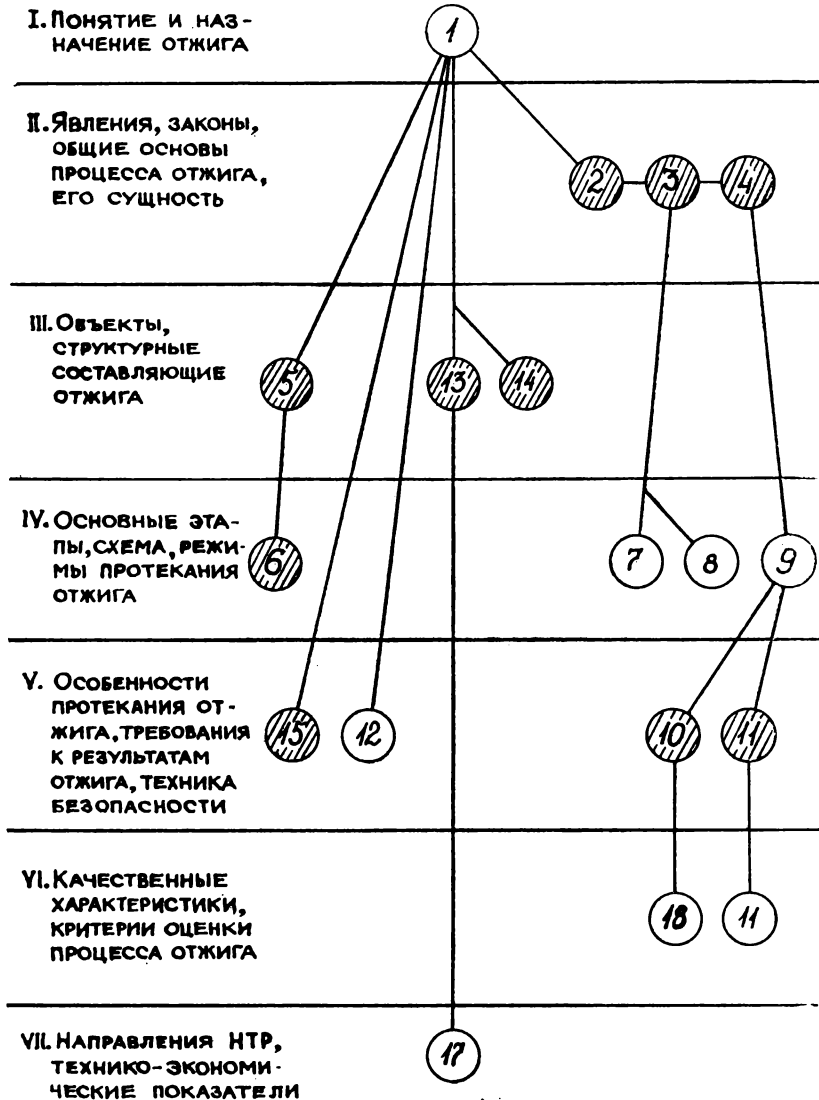 I. Понятие и наз-
начение отжига
1
II. Явления, законы,
общие основы
процесса отжига,
его сущность
2 3 4
III. Объекты,
структурные
составляющие
отжига
5 13 14
IV. Основные эта-
пы, схема, режи-
мы протекания
отжига
6 7 8 9
V. Особенности
протекания от-
жига, требования
к результатам
отжига, техника
безопасности
15 12 10 11
VI. Качественные
характеристики,
критерии оценки
процесса отжига
18 11
VII. Направления НТР,
технико-экономи-
ческие показатели
17